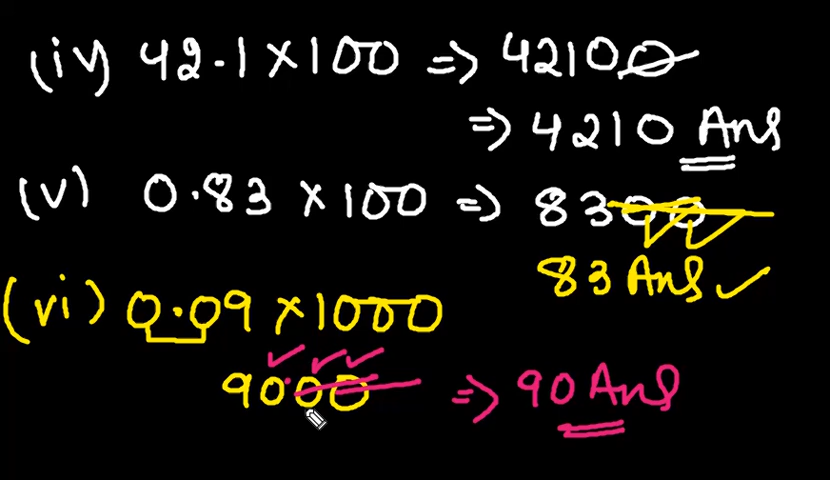 (iv) 42.1 × 100 => 42100
=> 4210 Ans
(v) 0.83 × 100 => 8300
83 Ans ✓
(vi) 0.09 × 1000
9000 => 90 Ans